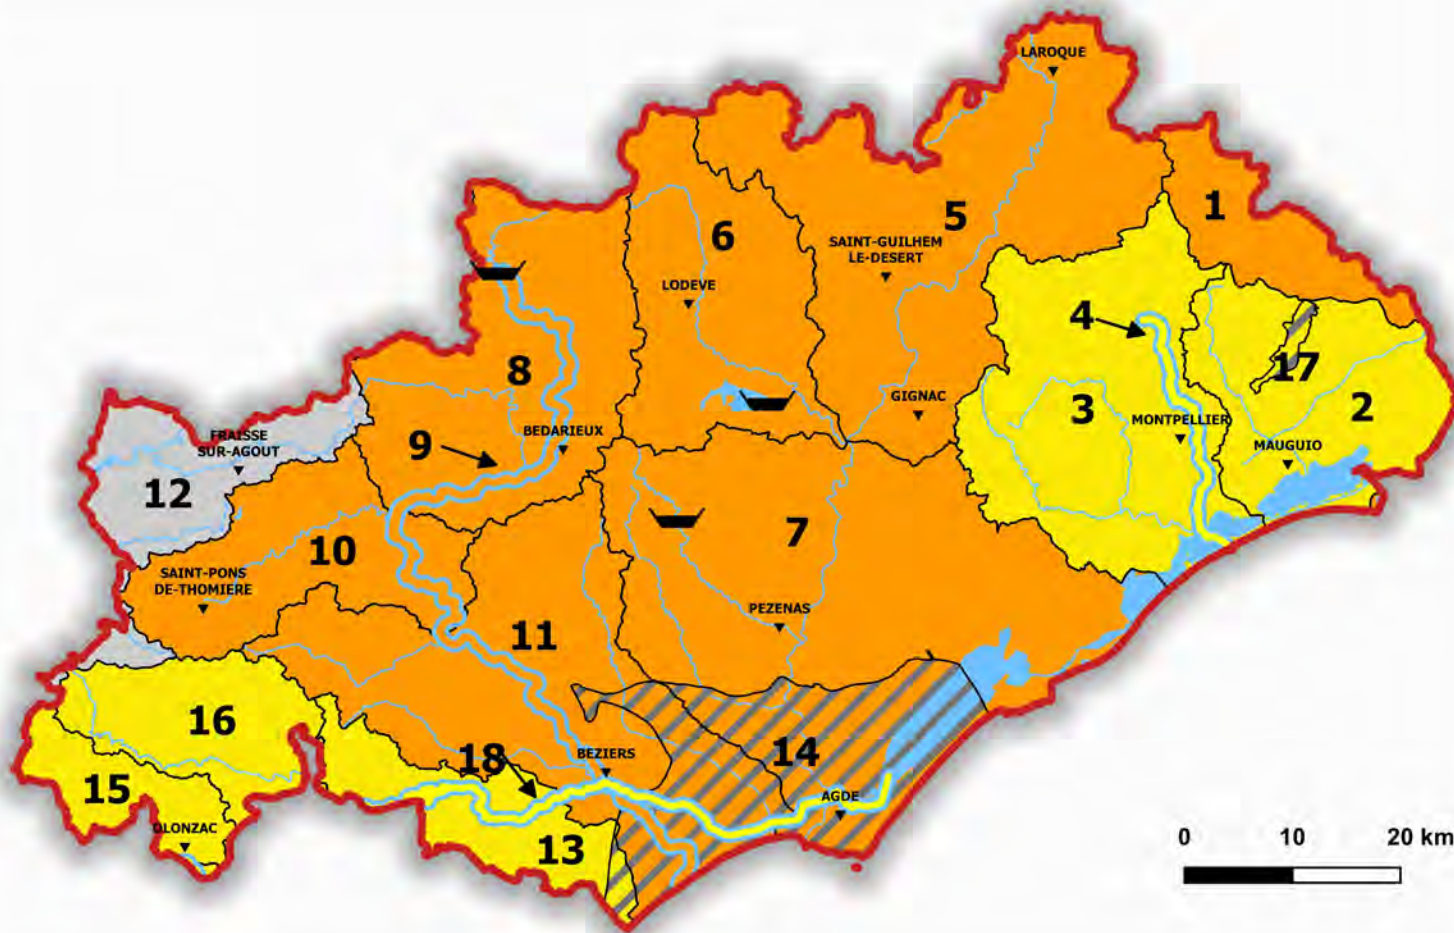 LAROQUE
1
5
6
SAINT-GUILHEM
LE-DESERT
LODEVE
4
8
17
GIGNAC
3
2
MONTPELLIER
BEDARIEUX
9
FRAISSE
SUR-AGOUT
MAUGUIO
12
7
10
SAINT-PONS
DE-THOMIERE
PEZENAS
11
16
14
18
BEZIERS
15
AGDE
OLONZAC
13
0 10 20 km